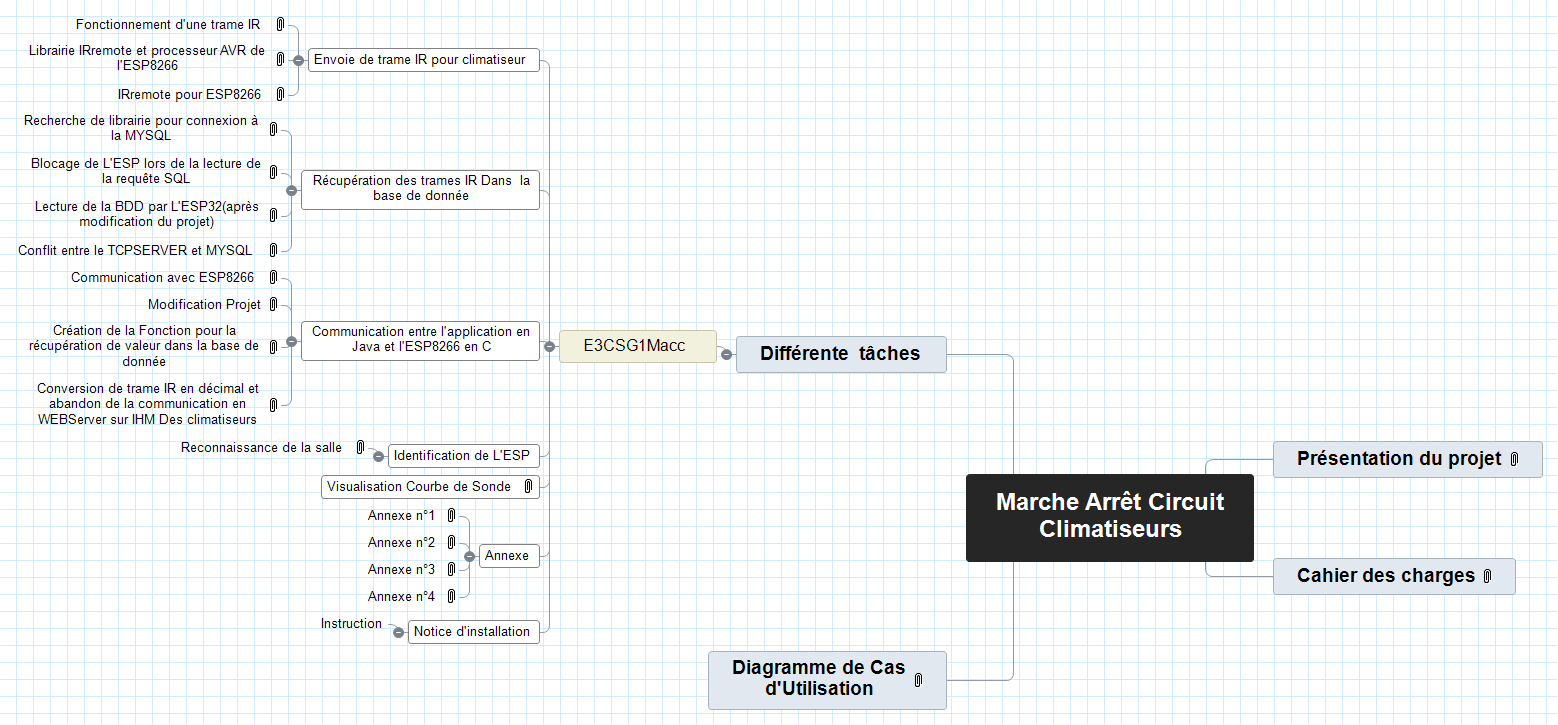 Fonctionnement d'une trame IR
Librairie IRremote et processeur AVR de
l'ESP8266
IRremote pour ESP8266
Envoie de trame IR pour climatiseur
Recherche de librairie pour connexion à
la MYSQL
Blocage de L'ESP lors de la lecture de
la requête SQL
Lecture de la BDD par L'ESP32(après
modification du projet)
Conflit entre le TCPSERVER et MYSQL
Récupération des trames IR Dans  la
base de donnée
Communication avec ESP8266
Modification Projet
Création de la Fonction pour la
récupération de valeur dans la base de
donnée
Conversion de trame IR en décimal et
abandon de la communication en
WEBServer sur IHM Des climatiseurs
Communication entre l'application en
Java et l'ESP8266 en C
Reconnaissance de la salle
Identification de L'ESP
Visualisation Courbe de Sonde
Annexe n°1
Annexe n°2
Annexe n°3
Annexe n°4
Annexe
Instruction
Notice d'installation
E3CSG1Macc
Différente  tâches
Diagramme de Cas
d'Utilisation
Marche Arrêt Circuit
Climatiseurs
Présentation du projet
Cahier des charges